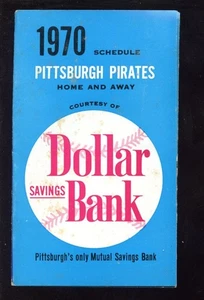 1970 SCHEDULE
PITTSBURGH PIRATES
HOME AND AWAY
COURTESY OF
Dollar
SAVINGS Bank
Pittsburgh's only Mutual Savings Bank